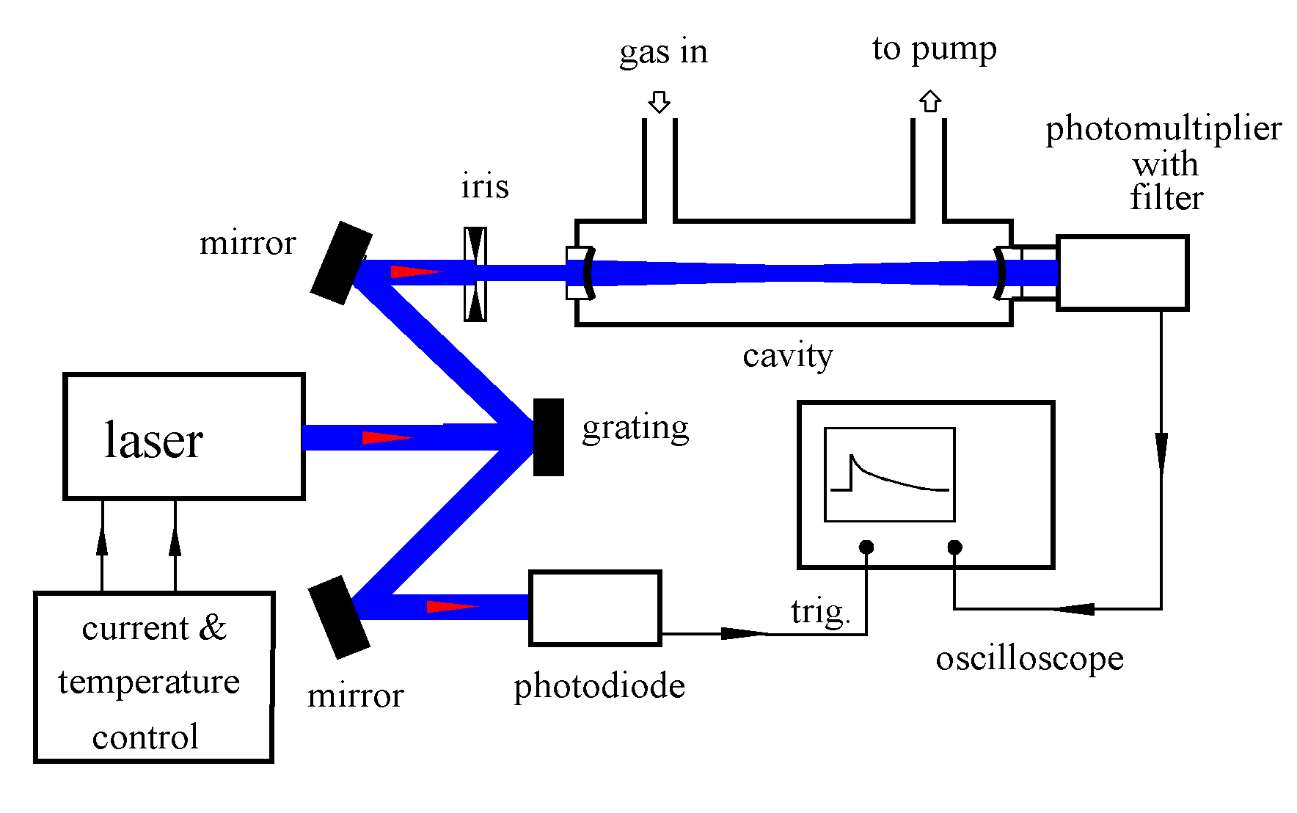 gas in
to pump
photomultiplier
with
filter
iris
mirror
cavity
laser
grating
current &
temperature
control
mirror
photodiode
trig.
oscilloscope